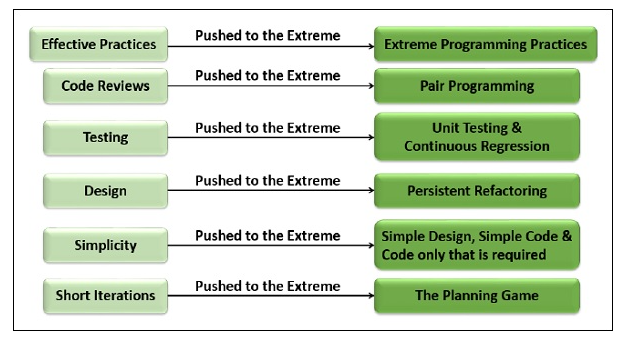 Effective Practices Pushed to the Extreme Extreme Programming Practices
Code Reviews Pushed to the Extreme Pair Programming
Testing Pushed to the Extreme Unit Testing &
Continuous Regression
Design Pushed to the Extreme Persistent Refactoring
Simplicity Pushed to the Extreme Simple Design, Simple Code &
Code only that is required
Short Iterations Pushed to the Extreme The Planning Game